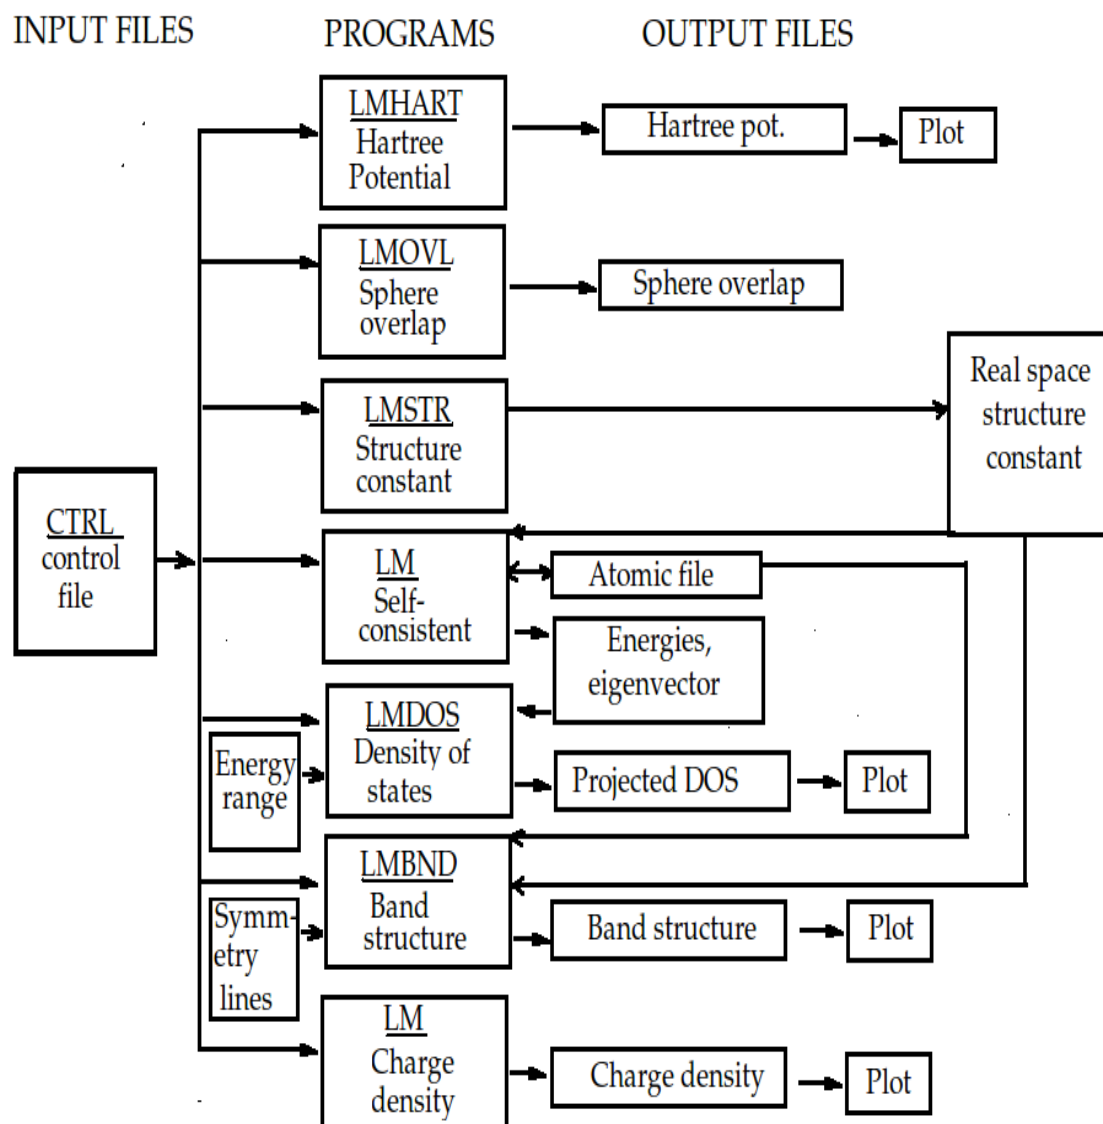 INPUT FILES
PROGRAMS
OUTPUT FILES
LMHART
Hartree
Potential
Hartree pot.
Plot
LMOVL
Sphere
overlap
Sphere overlap
LMSTR
Structure
constant
Real space
structure
constant
CTRL
control
file
LM
Self-
consistent
Atomic file
Energies,
eigenvector
LMDOS
Density of
states
Energy
range
Projected DOS
Plot
LMBND
Band
structure
Symm-
etry
lines
Band structure
Plot
LM
Charge
density
Charge density
Plot